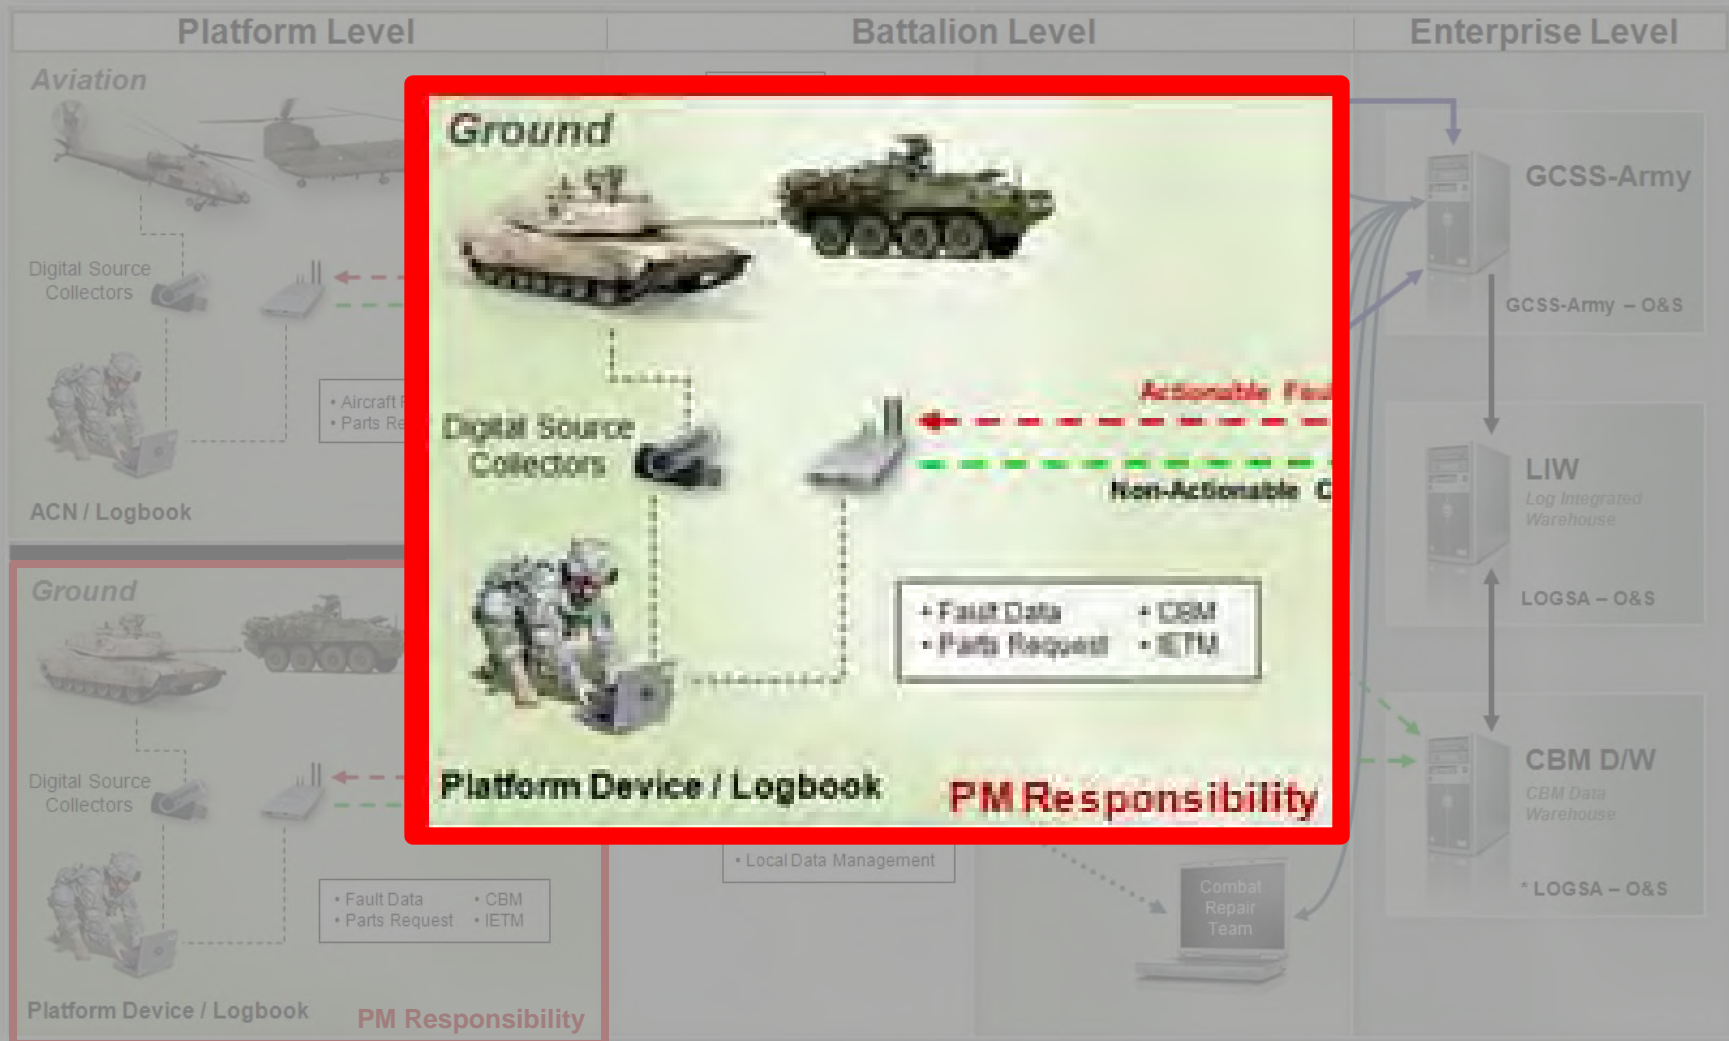 Platform Level
Battalion Level
Enterprise Level
Aviation
Digital Source
Collectors
• Aircraft
• Parts
ACN / Logbook
Ground
Digital Source
Collectors
• Fault Data
• CBM
• Parts Request
• IETM
Platform Device / Logbook
PM Responsibility
Ground
Digital Source
Collectors
Actionable
Non-Actionable
• Fault Data
• CBM
• Parts Request
• IETM
Platform Device / Logbook
PM Responsibility
• Local Data Management
Combat
Repair
Team
GCSS-Army
GCSS-Army – O&S
LIW
Log Integrated
Warehouse
LOGSA – O&S
CBM D/W
CBM Data
Warehouse
* LOGSA – O&S